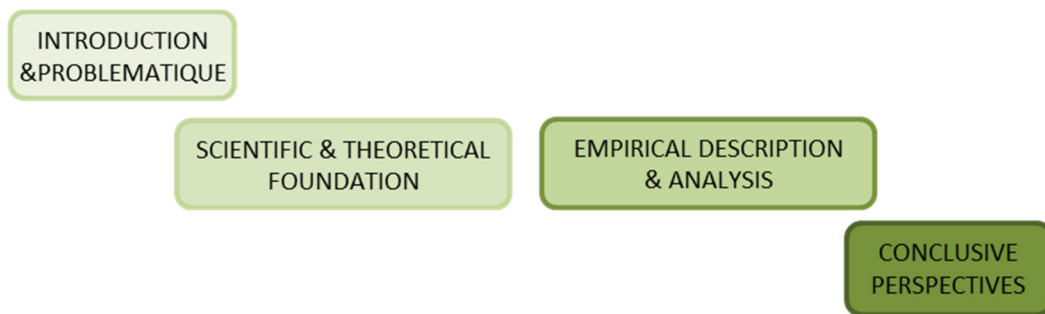 INTRODUCTION
&PROBLEMATIQUE
SCIENTIFIC & THEORETICAL
FOUNDATION
EMPIRICAL DESCRIPTION
& ANALYSIS
CONCLUSIVE
PERSPECTIVES